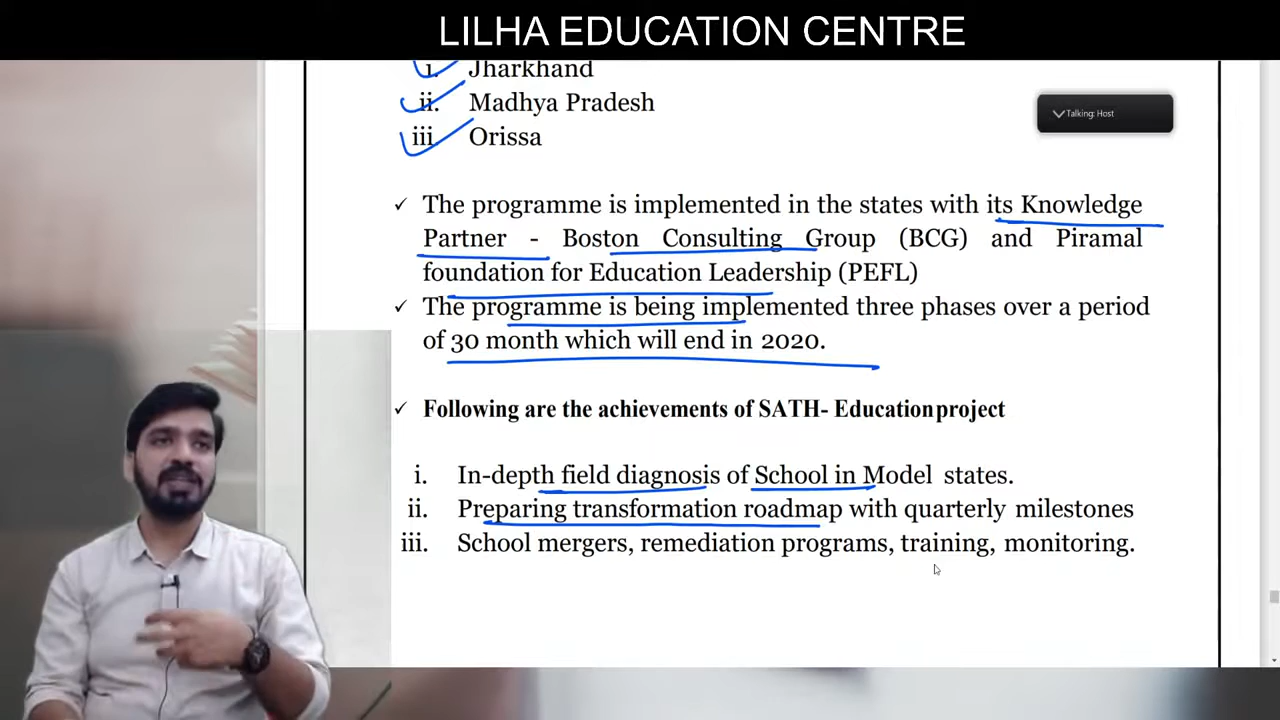 LILHA EDUCATION CENTRE
i. Jharkhand
ii. Madhya Pradesh
iii. Orissa
Talking: Host
✓ The programme is implemented in the states with its Knowledge
Partner - Boston Consulting Group (BCG) and Piramal
foundation for Education Leadership (PEFL)
✓ The programme is being implemented three phases over a period
of 30 month which will end in 2020.
✓ Following are the achievements of SATH- Education project
i. In-depth field diagnosis of School in Model states.
ii. Preparing transformation roadmap with quarterly milestones
iii. School mergers, remediation programs, training, monitoring.